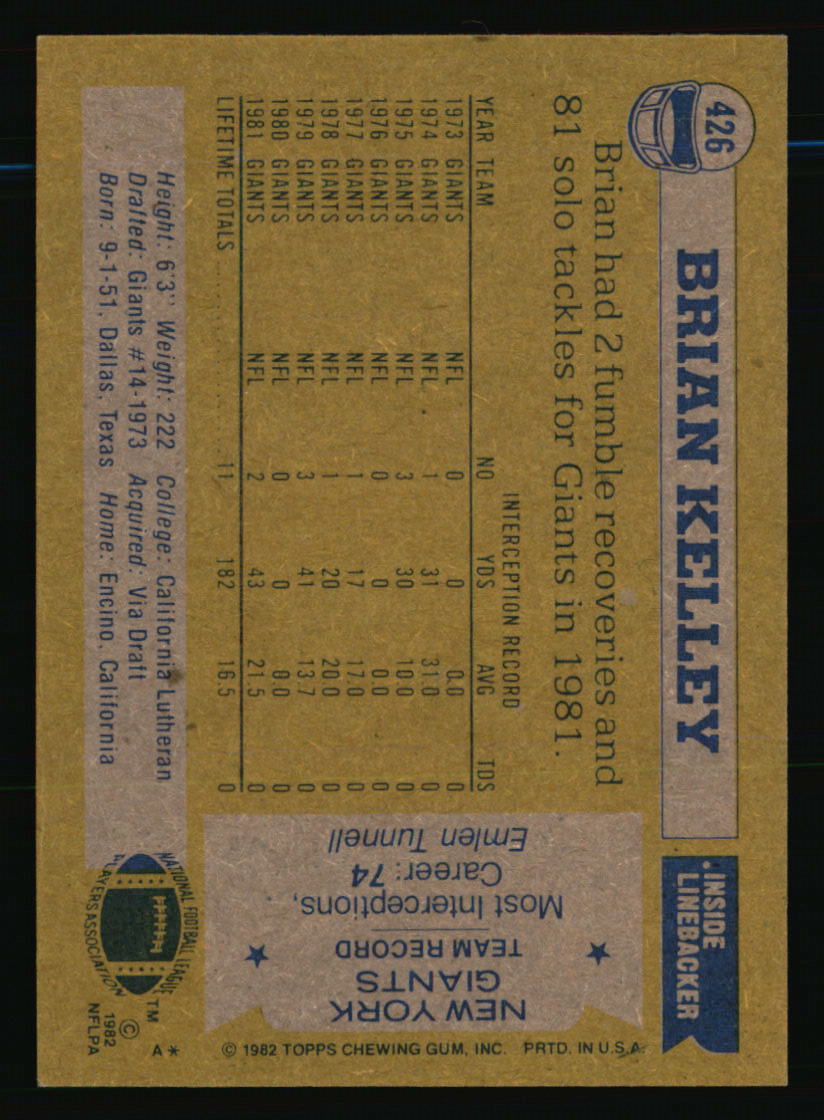 426
BRIAN KELLEY
INSIDE
LINEBACKER
Brian had 2 fumble recoveries and
81 solo tackles for Giants in 1981.
INTERCEPTION RECORD
YEAR TEAM NO YDS AVG TDS
1973 GIANTS NFL 0 0 0.0 0
1974 GIANTS NFL 1 31 31.0 0
1975 GIANTS NFL 3 30 10.0 0
1976 GIANTS NFL 0 0 0.0 0
1977 GIANTS NFL 1 17 17.0 0
1978 GIANTS NFL 1 20 20.0 0
1979 GIANTS NFL 3 41 13.7 0
1980 GIANTS NFL 0 0 0.0 0
1981 GIANTS NFL 2 43 21.5 0
LIFETIME TOTALS 11 182 16.5 0
Height: 6'3" Weight: 222 College: California Lutheran
Drafted: Giants #14-1973 Acquired: Via Draft
Born: 9-1-51, Dallas, Texas Home: Encino, California
NEW YORK
GIANTS
TEAM RECORD
Most Interceptions,
Career: 74
Emlen Tunnell
NATIONAL FOOTBALL LEAGUE
PLAYERS ASSOCIATION
TM
©
1982
NFLPA
A*
© 1982 TOPPS CHEWING GUM, INC. PRTD. IN U.S.A.